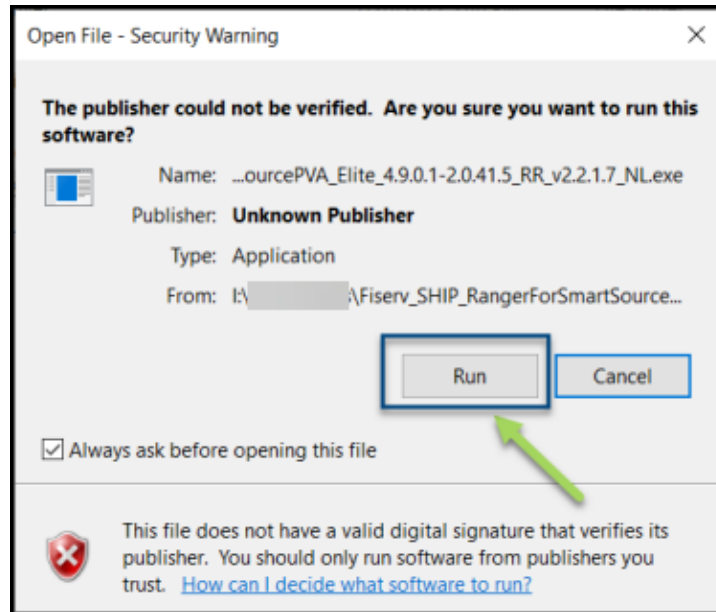 Open File - Security Warning
The publisher could not be verified.  Are you sure you want to run this
software?
Name: ...ourcePVA_Elite_4.9.0.1-2.0.41.5_RR_v2.2.1.7_NL.exe
Publisher: Unknown Publisher
Type: Application
From: I:\ :\Fiserv_SHIP_RangerForSmartSource...
Run Cancel
Always ask before opening this file
This file does not have a valid digital signature that verifies its
publisher.  You should only run software from publishers you
trust.  How can I decide what software to run?